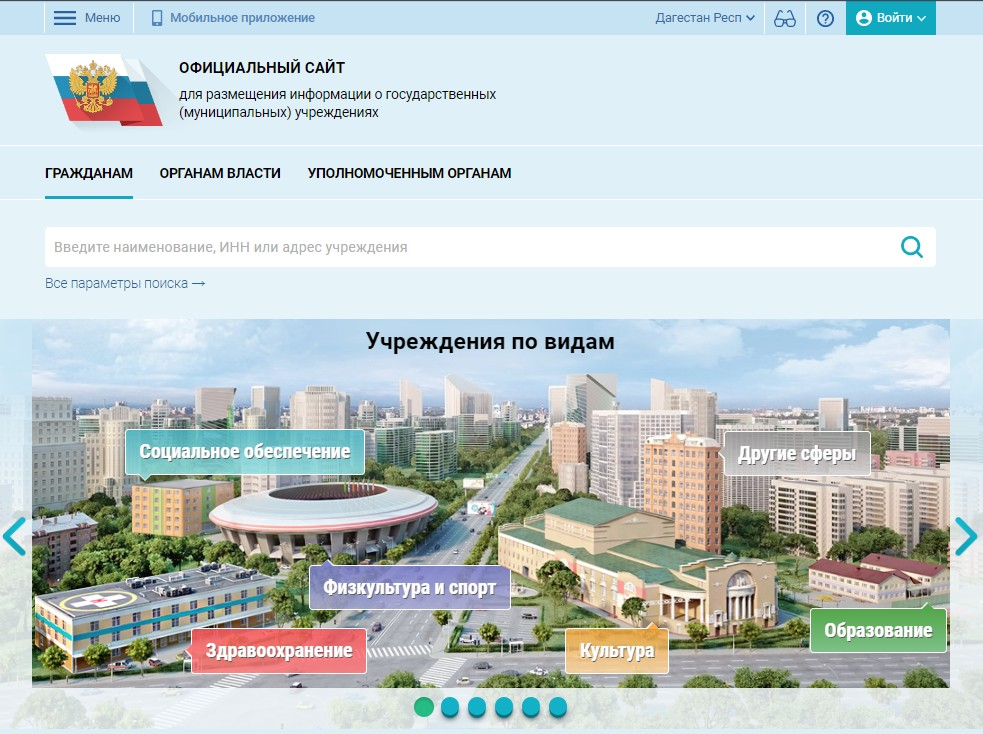 Меню
Мобильное приложение
Дагестан Респ
Войти
ОФИЦИАЛЬНЫЙ САЙТ
для размещения информации о государственных
(муниципальных) учреждениях
ГРАЖДАНАМ
ОРГАНАМ ВЛАСТИ
УПОЛНОМОЧЕННЫМ ОРГАНАМ
Введите наименование, ИНН или адрес учреждения
Все параметры поиска →
Учреждения по видам
Социальное обеспечение
Другие сферы
Физкультура и спорт
Образование
Здравоохранение
Культура